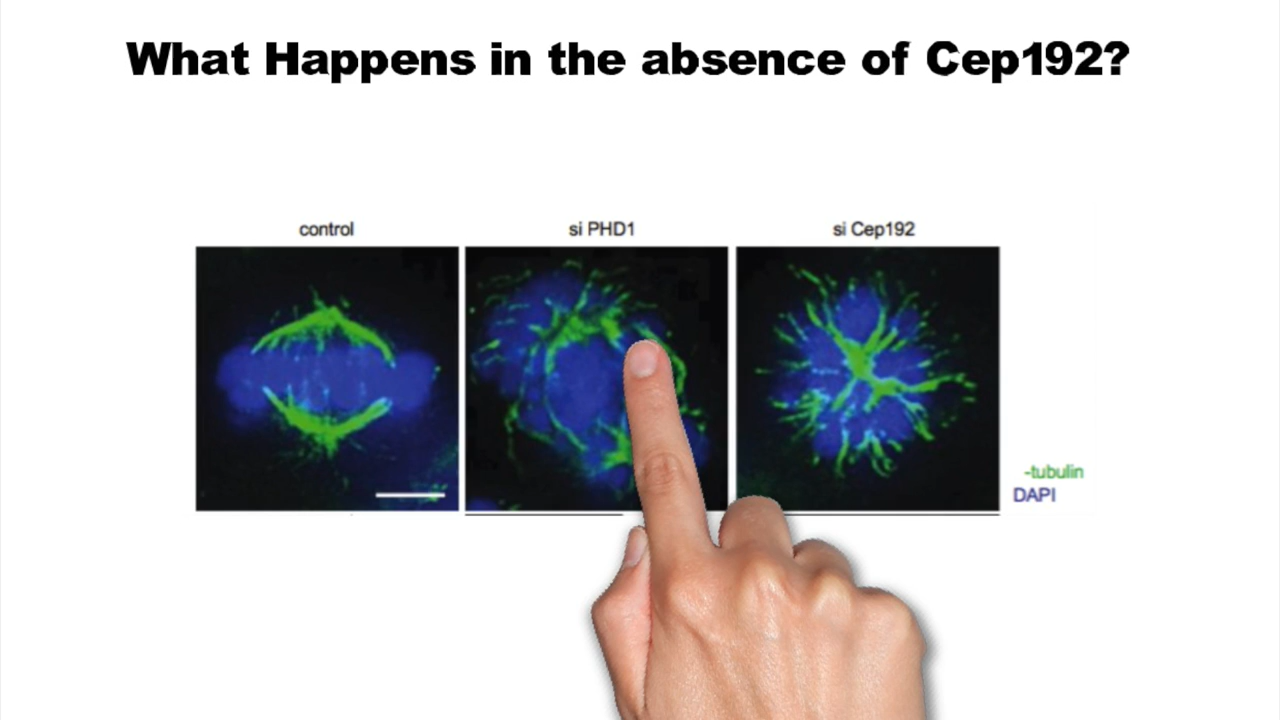 What Happens in the absence of Cep192?
control
si PHD1
si Cep192
-tubulin
DAPI